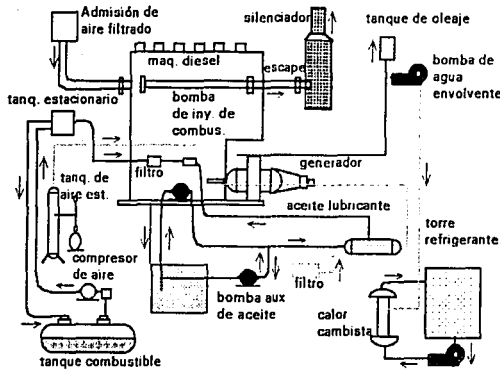 Admisión de
aire filtrado
silenciador
tanque de oleaje
maq. diesel
escape
bomba de
agua
envolvente
tanq. estacionario
bomba
de iny. de
combus.
tanq. de
aire est.
filtro
generador
aceite lubricante
compresor
de aire
torre
refrigerante
bomba aux
de aceite
filtro
calor
cambista
tanque combustible